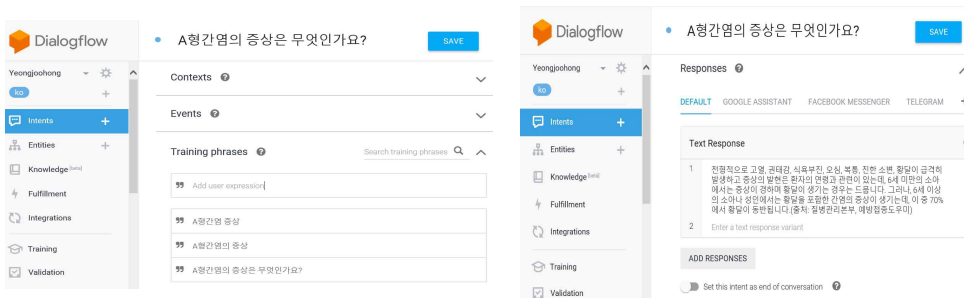 Dialogflow
A형간염의 증상은 무엇인가요?
SAVE
Yeongjoohong
ko
Intents
Entities
Knowledge [beta]
Fulfillment
Integrations
Training
Validation
Contexts
Events
Training phrases
Search training phrases
Add user expression
A형간염 증상
A형간염의 증상
A형간염의 증상은 무엇인가요?
Dialogflow
A형간염의 증상은 무엇인가요?
SAVE
Yeongjoohong
ko
Intents
Entities
Knowledge [beta]
Fulfillment
Integrations
Training
Validation
Responses
DEFAULT GOOGLE ASSISTANT FACEBOOK MESSENGER TELEGRAM
Text Response
1 전형적으로 고열, 권태감, 식욕부진, 오심, 복통, 진한 소변, 황달이 급격히
발생하고 증상의 발현은 환자의 연령과 관련이 있는데, 6세 미만의 소아
에서는 증상이 경하며 황달이 생기는 경우는 드뭅니다. 그러나, 6세 이상
의 소아나 성인에서는 황달을 포함한 간염의 증상이 생기는데, 이 중 70%
에서 황달이 동반됩니다.(출처: 질병관리본부, 예방접종도우미)
2 Enter a text response variant
ADD RESPONSES
Set this intent as end of conversation